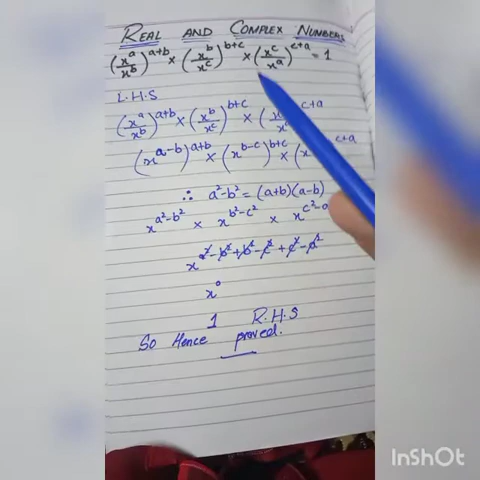 REAL AND COMPLEX NUMBERS
(x^a/x^b)^a+b × (x^b/x^c)^b+c × (x^c/x^a)^c+a = 1
L.H.S
(x^a/x^b)^a+b × (x^b/x^c)^b+c × (x^c/x^a)^c+a
(x^a-b)^a+b × (x^b-c)^b+c × (x^c+a
∴ a²-b² = (a+b)(a-b)
x^a²-b² × x^b²-c² × x^c²-a
x^a²-b²+b²-c²+c²-a²
x^o
1 R.H.S
So Hence proved.
InShOt